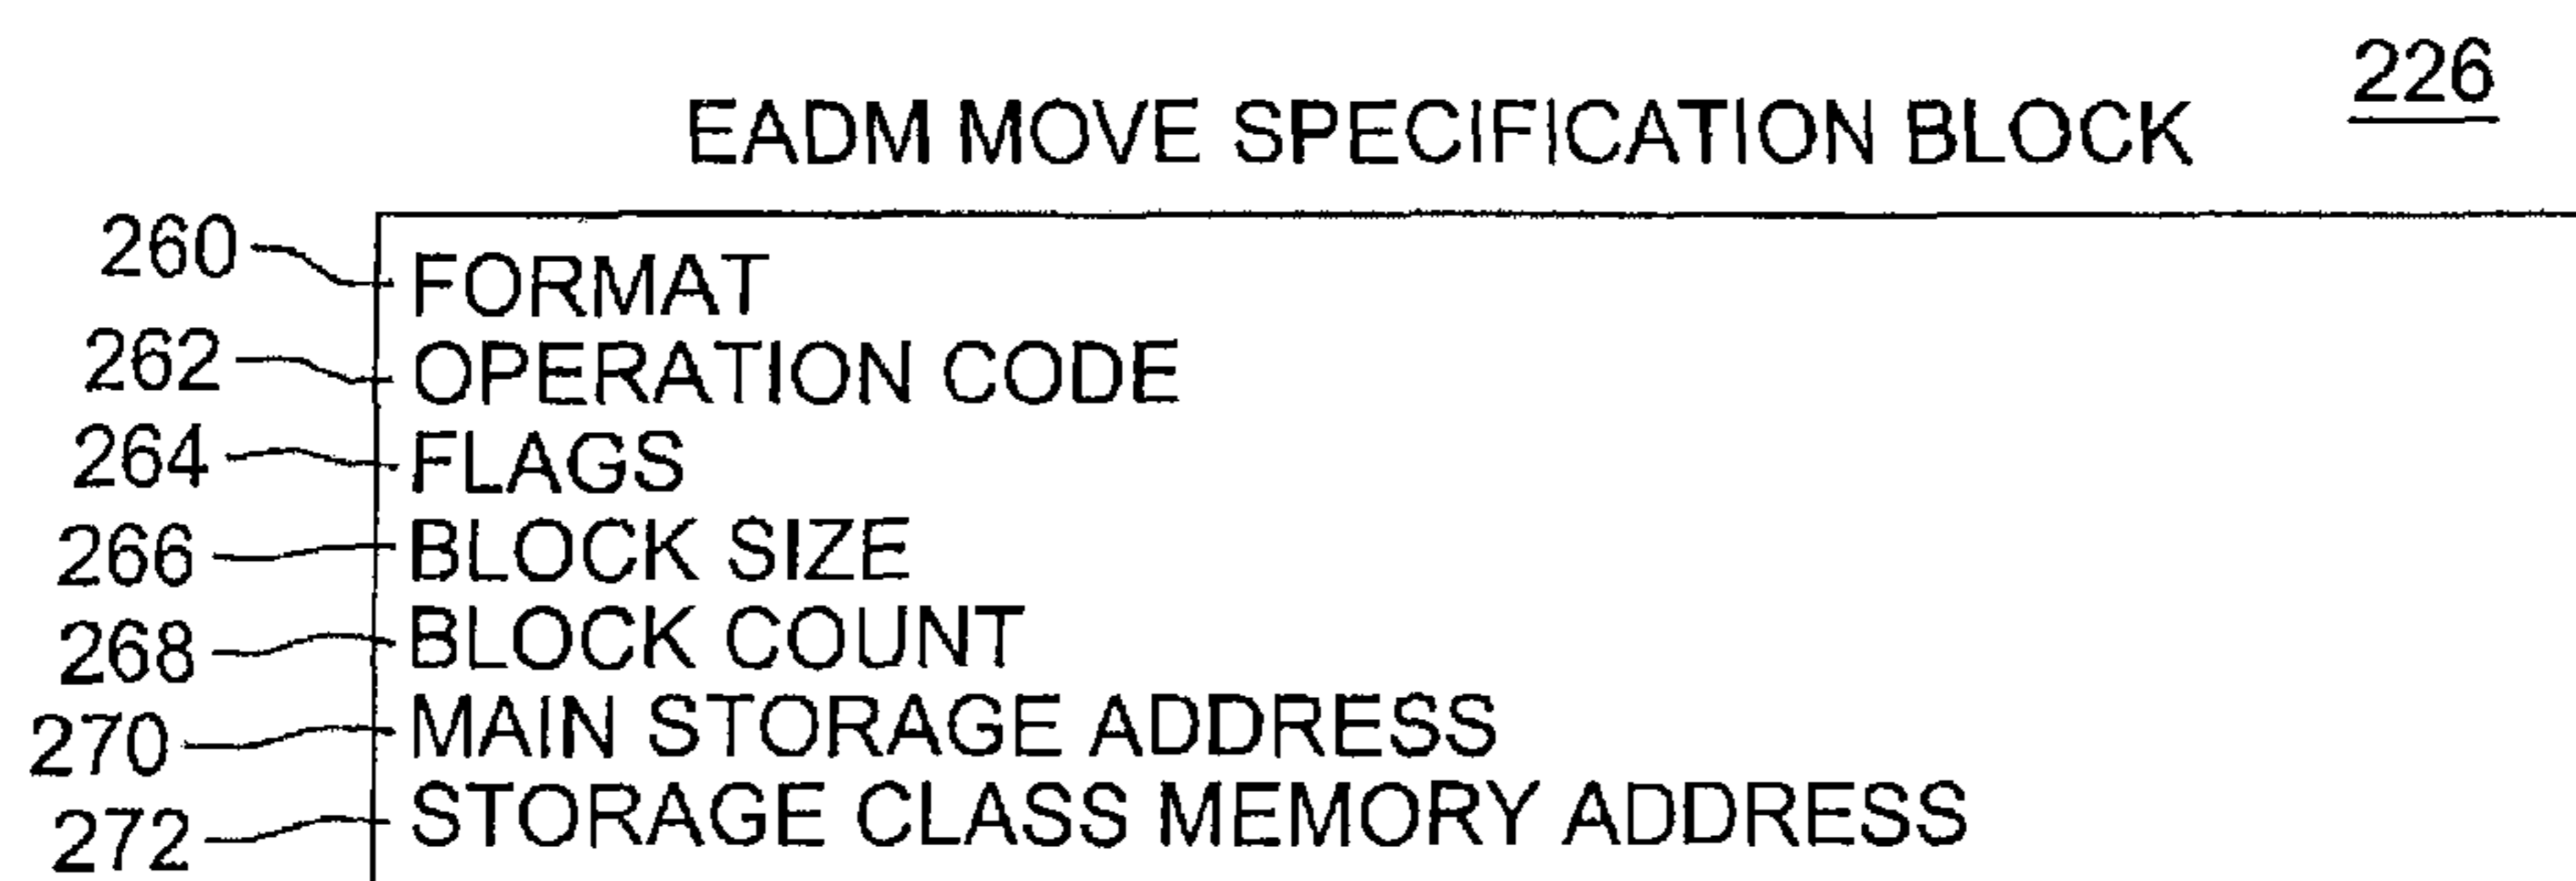 226
EADM MOVE SPECIFICATION BLOCK
260 FORMAT
262 OPERATION CODE
264 FLAGS
266 BLOCK SIZE
268 BLOCK COUNT
270 MAIN STORAGE ADDRESS
272 STORAGE CLASS MEMORY ADDRESS